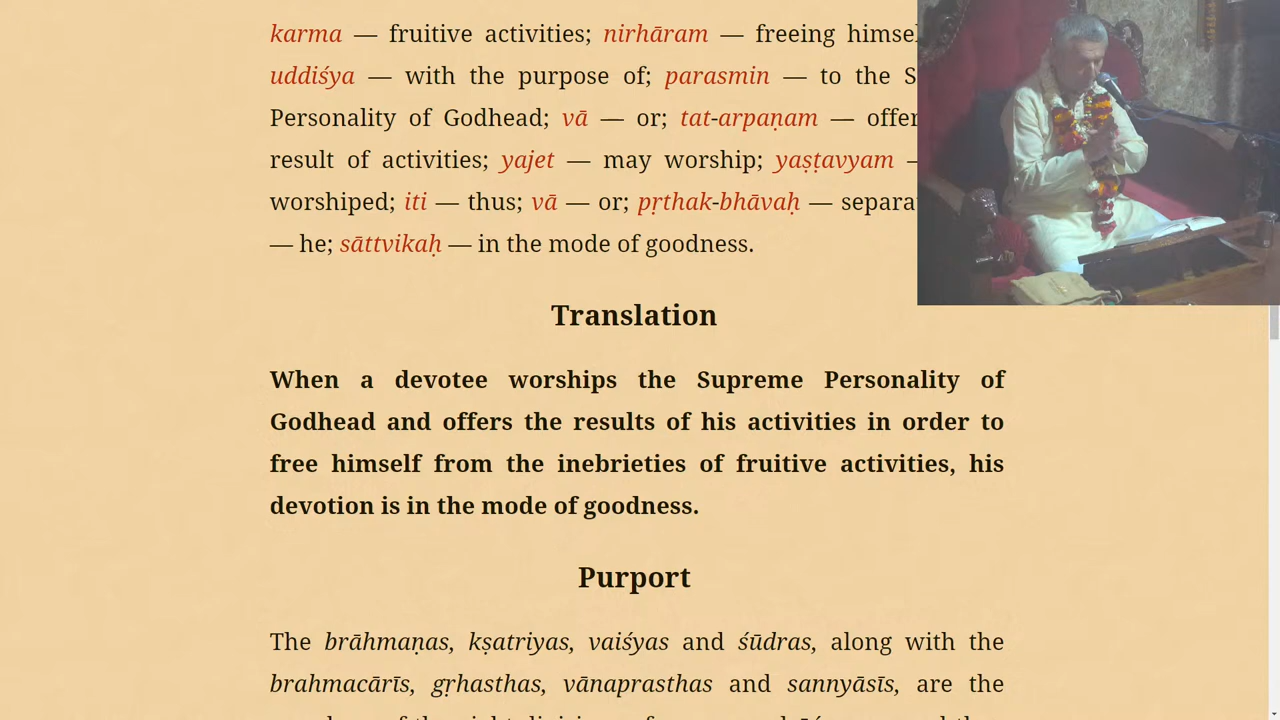 karma — fruitive activities; nirhāram — freeing
uddiśya — with the purpose of; parasmin — to the
Personality of Godhead; vā — or; tat-arpaṇam —
result of activities; yajet — may worship; yaṣṭavyam —
worshiped; iti — thus; vā — or; pṛthak-bhāvaḥ —
— he; sāttvikaḥ — in the mode of goodness.
Translation
When a devotee worships the Supreme Personality of
Godhead and offers the results of his activities in order to
free himself from the inebrieties of fruitive activities, his
devotion is in the mode of goodness.
Purport
The brāhmaṇas, kṣatriyas, vaiśyas and śūdras, along with the
brahmacārīs, gṛhasthas, vānaprasthas and sannyāsīs, are the